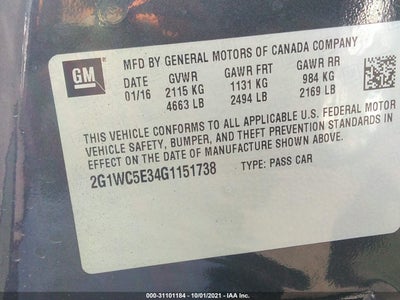 MFD BY GENERAL MOTORS OF CANADA COMPANY
GM
DATE GVWR GAWR FRT GAWR RR
01/16 2115 KG 1131 KG 984 KG
4663 LB 2494 LB 2169 LB
THIS VEHICLE CONFORMS TO ALL APPLICABLE U.S. FEDERAL MOTOR
VEHICLE SAFETY, BUMPER, AND THEFT PREVENTION STANDARDS IN
EFFECT ON THE DATE OF MANUFACTURE SHOWN ABOVE.
2G1WC5E34G1151738 TYPE: PASS CAR
000-31101184 - 10/01/2021 - IAA Inc.